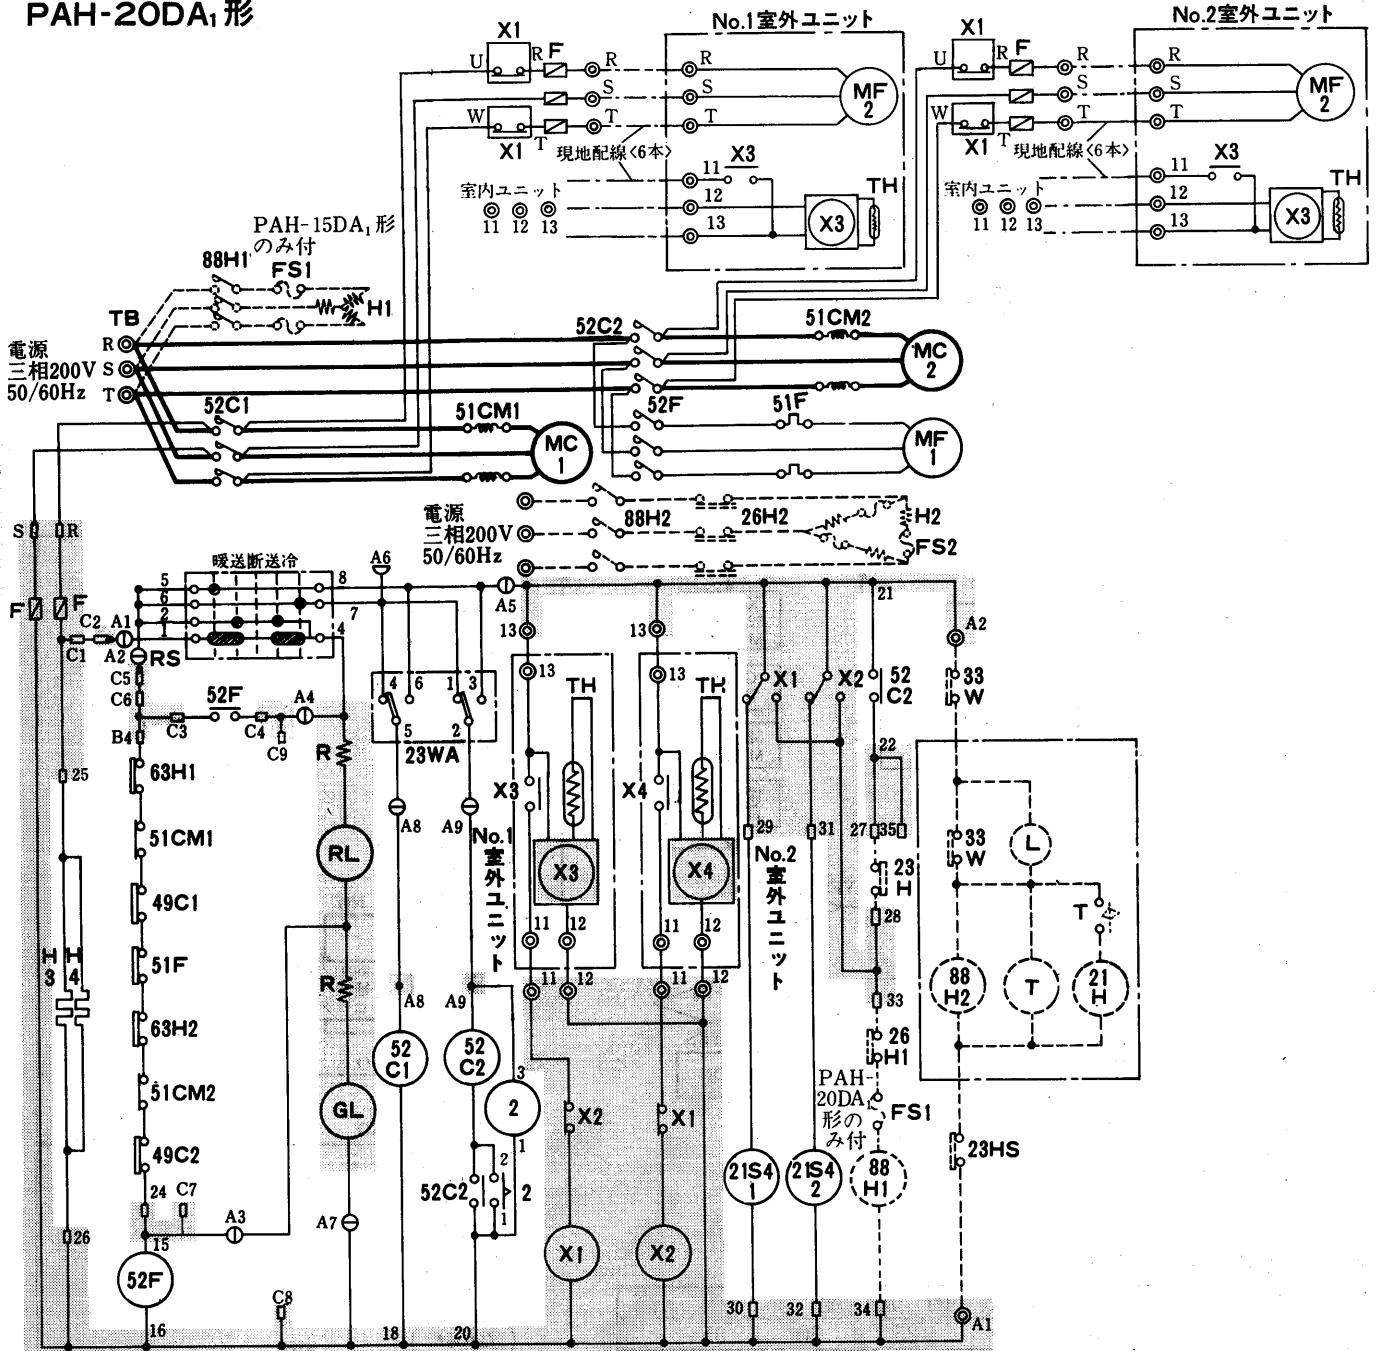 PAH-20DA₁形
No.1室外ユニット
No.2室外ユニット
X1
U
R
F
R
R
S
S
W
T
T
X1
T
現地配線<6本>
MF
2
X3
11
12
13
室内ユニット
11 12 13
X3
TH
X1
U
R
F
R
R
S
S
W
T
T
X1
T
現地配線<6本>
MF
2
X3
11
12
13
室内ユニット
11 12 13
X3
TH
PAH-15DA₁形
のみ付
88H1
FS1
H1
TB
電源
三相200V
50/60Hz
R
S
T
52C2
51CM2
MC
2
52C1
51CM1
MC
1
52F
51F
MF
1
電源
三相200V
50/60Hz
88H2
26H2
H2
FS2
S
R
F
F
暖送断送冷
5
6
2
1
8
7
4
A6
A5
C2
A1
C1
A2
RS
C5
C6
52F
A4
C3
C4
C9
B4
R
4
6
1
3
5
2
23WA
A8
A9
13
13
13
13
TH
TH
X3
X4
X3
X4
11
12
11
12
11
12
11
12
No.1
室外ユニット
No.2
室外ユニット
X1
X2
52
C2
21
22
A2
33
W
33
W
L
T
88
H2
T
21
H
29
31
27
35
23
H
28
33
26
H1
PAH-
20DA₁
形の
み付
FS1
88
H1
23HS
25
63H1
51CM1
49C1
51F
63H2
51CM2
49C2
H
3
H
4
RL
R
GL
A8
A9
52
C1
52
C2
3
2
1
52C2
2
1
2
X2
X1
X1
X2
21S4
1
21S4
2
24
C7
A3
A7
26
15
52F
16
C8
18
20
30
32
34
A1